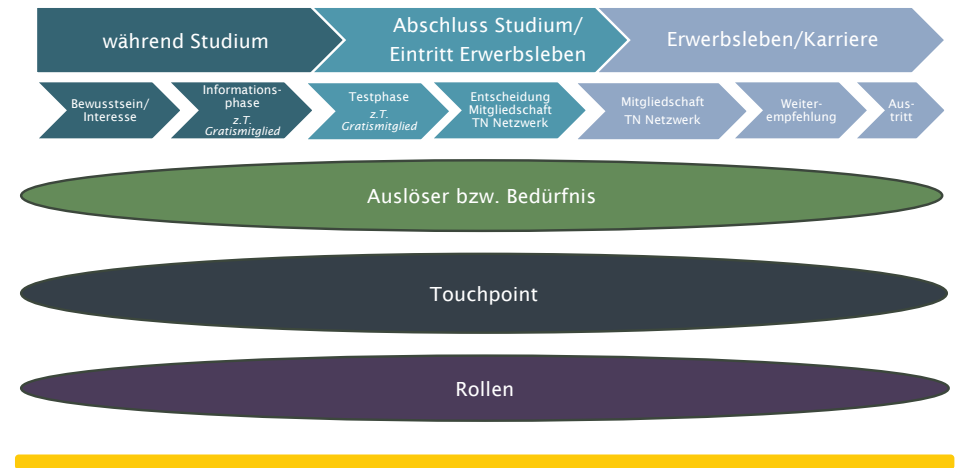 während Studium
Abschluss Studium/
Eintritt Erwerbsleben
Erwerbsleben/Karriere
Bewusstsein/
Interesse
Informations-
phase
z.T.
Gratismitglied
Testphase
z.T.
Gratismitglied
Entscheidung
Mitgliedschaft
TN Netzwerk
Mitgliedschaft
TN Netzwerk
Weiter-
empfehlung
Aus-
tritt
Auslöser bzw. Bedürfnis
Touchpoint
Rollen